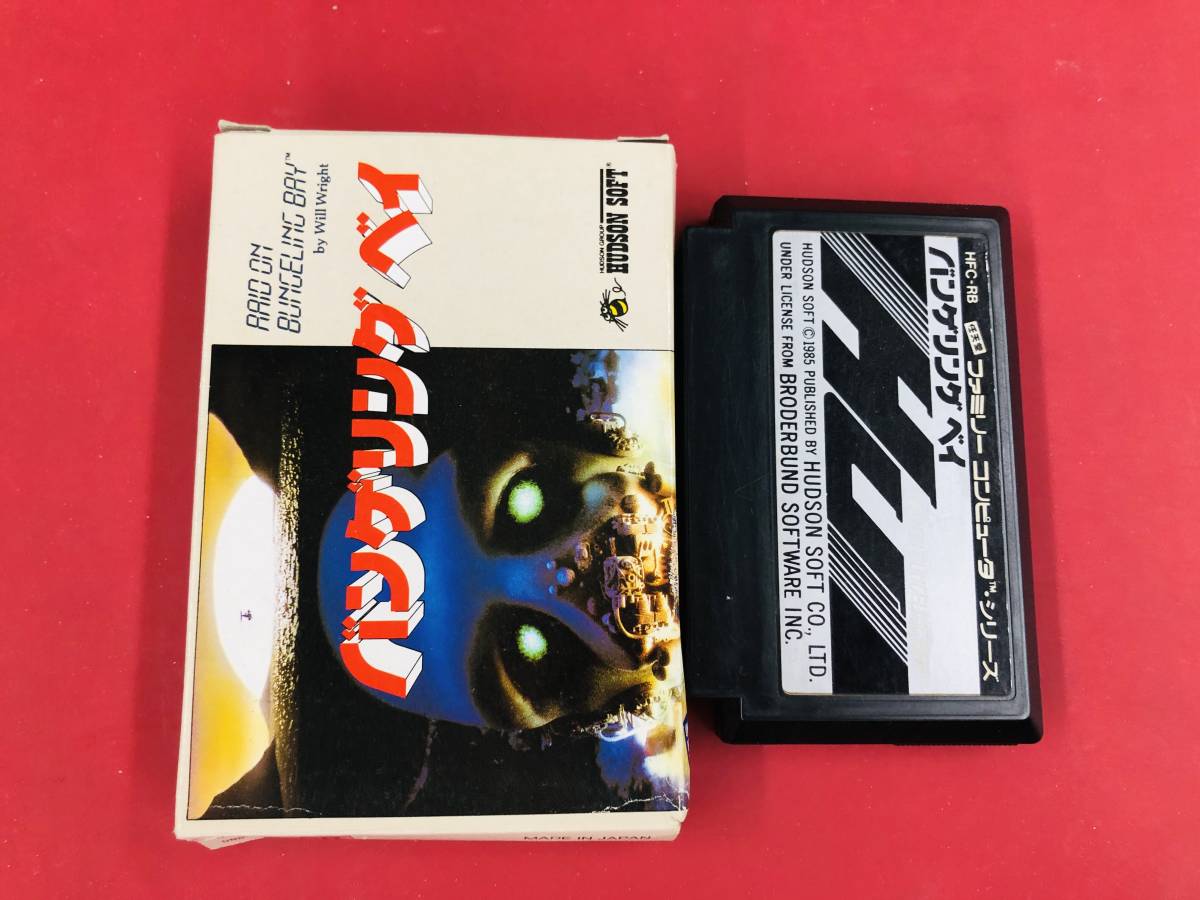 RAID ON
BUNGELING BAY™
by Will Wright
バンゲリング ベイ
HUDSON GROUP
HUDSON SOFT®
MADE IN JAPAN
HFC-RB
任天堂
ファミリー コンピュータ™・シリーズ
バンゲリング ベイ
HUDSON SOFT © 1985 PUBLISHED BY HUDSON SOFT CO., LTD.
UNDER LICENSE FROM BRODERBUND SOFTWARE INC.